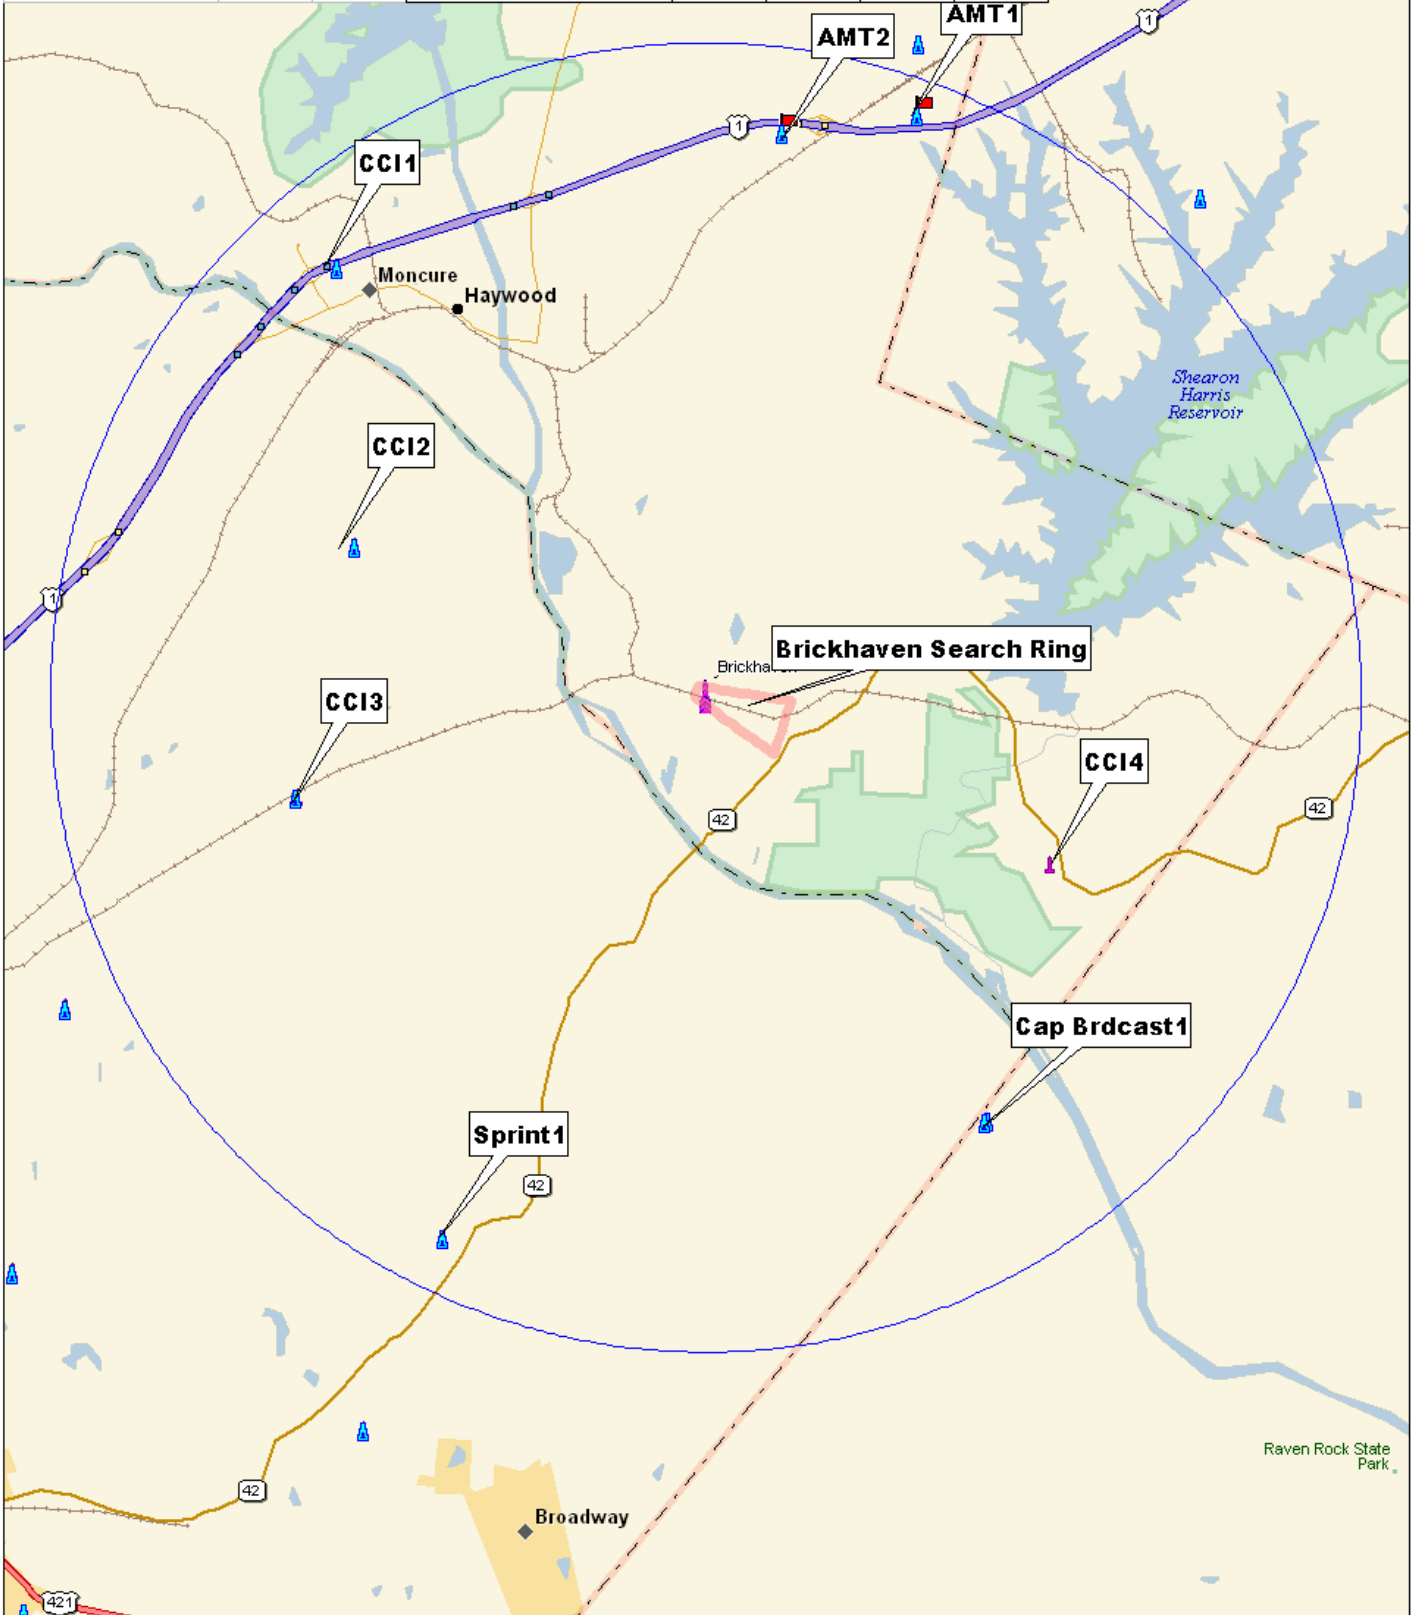 AMT1
1
AMT2
1
CCI1
Moncure
Haywood
Shearon
Harris
Reservoir
CCI2
1
Brickhaven Search Ring
CCI3
CCI4
42
42
Cap Brdcast1
Sprint1
42
Raven Rock State
Park
42
Broadway
421